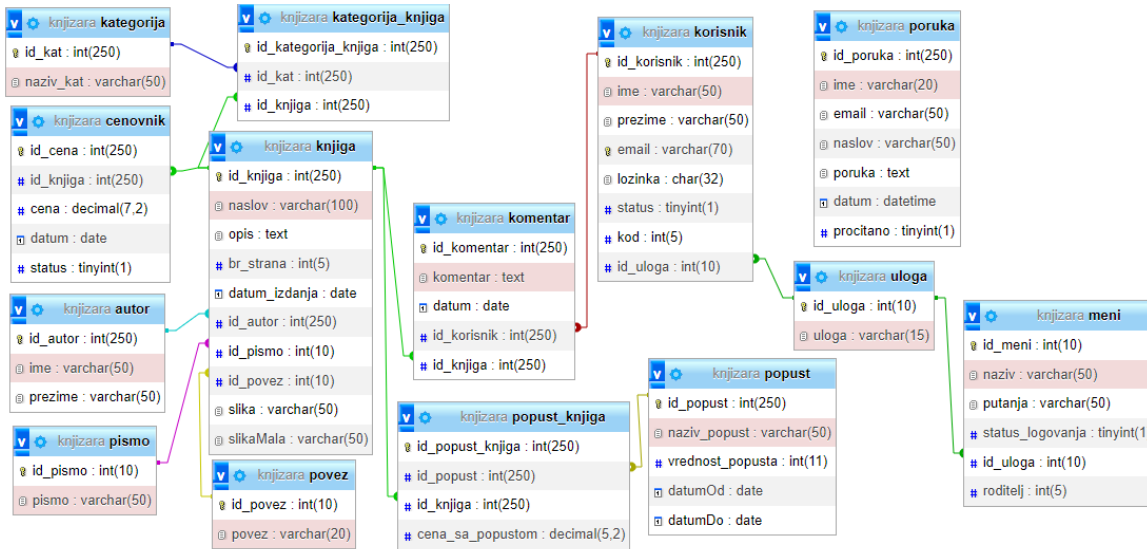 knjizara kategorija
id_kat : int(250)
naziv_kat : varchar(50)
knjizara kategorija_knjiga
id_kategorija_knjiga : int(250)
id_kat : int(250)
id_knjiga : int(250)
knjizara cenovnik
id_cena : int(250)
id_knjiga : int(250)
cena : decimal(7,2)
datum : date
status : tinyint(1)
knjizara knjiga
id_knjiga : int(250)
naslov : varchar(100)
opis : text
br_strana : int(5)
datum_izdanja : date
id_autor : int(250)
id_pismo : int(10)
id_povez : int(10)
slika : varchar(50)
slikaMala : varchar(50)
knjizara autor
id_autor : int(250)
ime : varchar(50)
prezime : varchar(50)
knjizara pismo
id_pismo : int(10)
pismo : varchar(50)
knjizara povez
id_povez : int(10)
povez : varchar(20)
knjizara komentar
id_komentar : int(250)
komentar : text
datum : date
id_korisnik : int(250)
id_knjiga : int(250)
knjizara popust_knjiga
id_popust_knjiga : int(250)
id_popust : int(250)
id_knjiga : int(250)
cena_sa_popustom : decimal(5,2)
knjizara korisnik
id_korisnik : int(250)
ime : varchar(50)
prezime : varchar(50)
email : varchar(70)
lozinka : char(32)
status : tinyint(1)
kod : int(5)
id_uloga : int(10)
knjizara popust
id_popust : int(250)
naziv_popust : varchar(50)
vrednost_popusta : int(11)
datumOd : date
datumDo : date
knjizara poruka
id_poruka : int(250)
ime : varchar(20)
email : varchar(50)
naslov : varchar(50)
poruka : text
datum : datetime
procitano : tinyint(1)
knjizara uloga
id_uloga : int(10)
uloga : varchar(15)
knjizara meni
id_meni : int(10)
naziv : varchar(50)
putanja : varchar(50)
status_logovanja : tinyint(1
id_uloga : int(10)
roditelj : int(5)